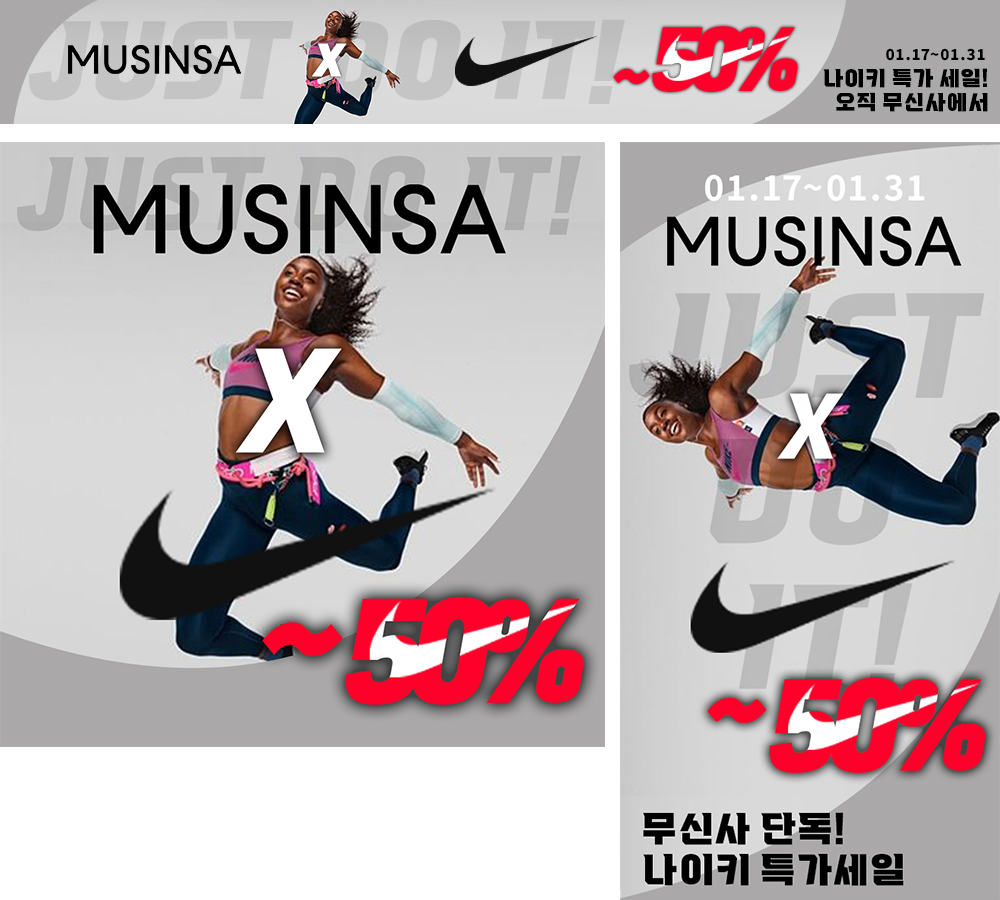 JUST DO IT!
MUSINSA
X
~50%
01.17~01.31
나이키 특가 세일!
오직 무신사에서
JUST DO IT!
MUSINSA
X
~50%
01.17~01.31
MUSINSA
JUST
X
DO
IT!
~50%
무신사 단독!
나이키 특가세일